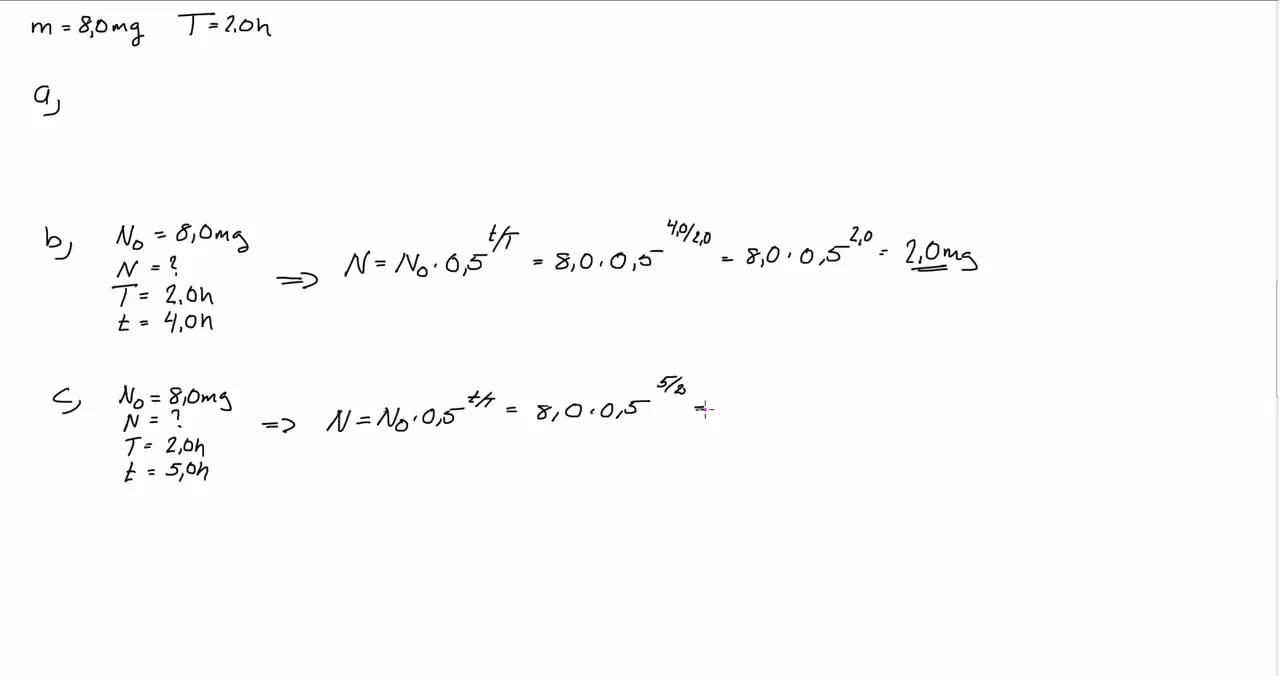 m = 8,0mg T = 2,0h
a,
b, N₀ = 8,0mg
N = ?
T = 2,0h
t = 4,0h
=> N = N₀ · 0,5^(t/T) = 8,0 · 0,5^(4,0/2,0) = 8,0 · 0,5^(2,0) = 2,0mg
c, N₀ = 8,0mg
N = ?
T = 2,0h
t = 5,0h
=> N = N₀ · 0,5^(t/T) = 8,0 · 0,5^(5/2) =